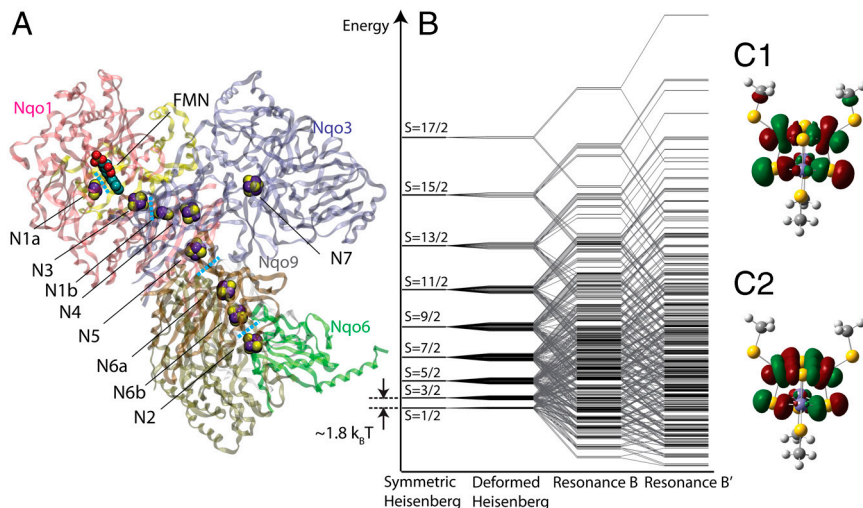 A
Nqo1
FMN
Nqo3
N1a
N3
N1b
N4
N5
N6a
N6b
N2
Nqo9
N7
Nqo6
Energy
B
S=17/2
S=15/2
S=13/2
S=11/2
S=9/2
S=7/2
S=5/2
S=3/2
S=1/2
~1.8 kBT
Symmetric
Heisenberg
Deformed
Heisenberg
Resonance B
Resonance B'
C1
C2